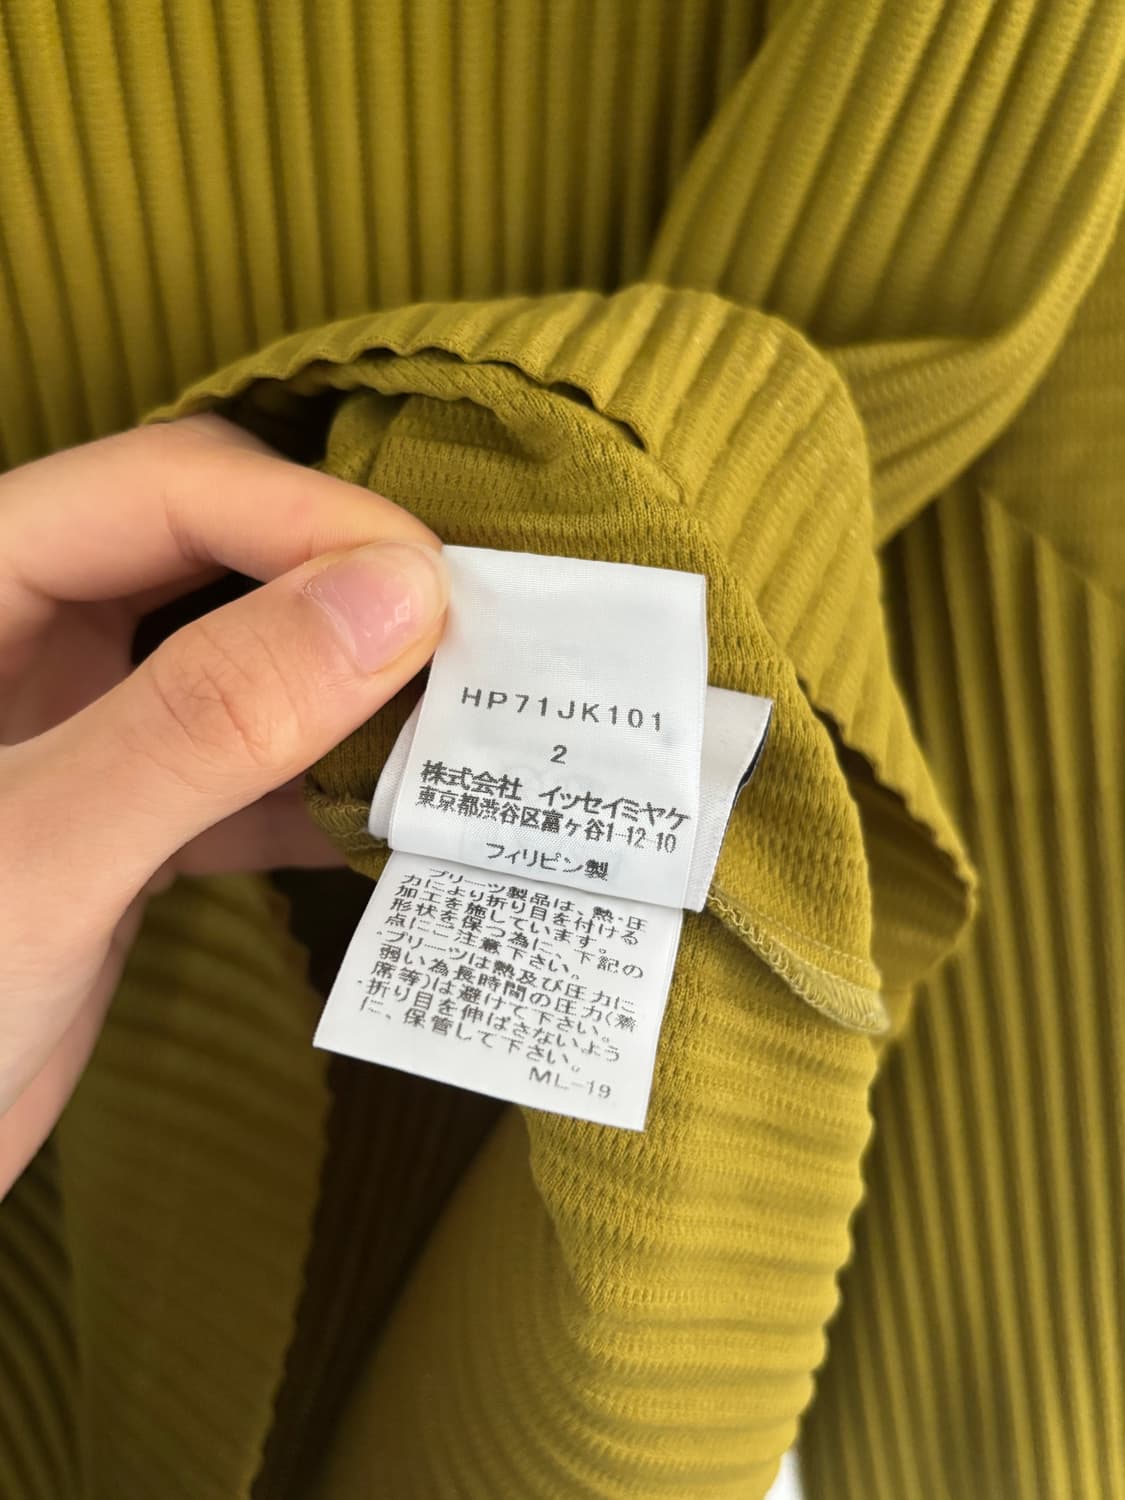 HP71JK101
2
株式会社 イッセイミヤケ
東京都渋谷区富ヶ谷1-12-10
フィリピン製
プリーツ製品は、熱・圧
力により折り目を付ける
加工を施しています。
形状を保つ為に、下記の
点にご注意下さい。
・プリーツは熱及び圧力に
弱い為長時間の圧力(着
席等)は避けて下さい。
・折り目を伸ばさないよう
に、保管して下さい。
ML-19